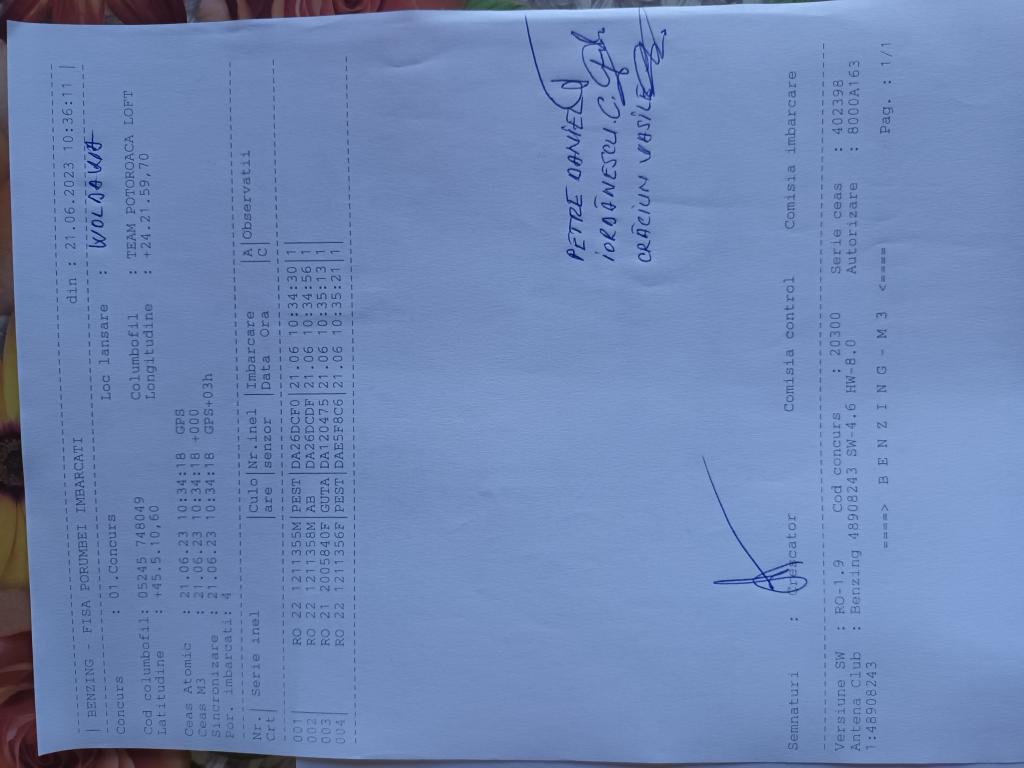 | BENZING - FISA PORUMBEI IMBARCATI din : 21.06.2023 10:36:11 |
Concurs : 01.Concurs Loc lansare : WOLDAKIA
Cod columbofil: 05245 748049 Columbofil : TEAM POTOROACA LOFT
Latitudine : +45.5.10,60 Longitudine : +24.21.59,70
Ceas Atomic : 21.06.23 10:34:18 GPS
Ceas M3 : 21.06.23 10:34:18 +000
Sincronizare : 21.06.23 10:34:18 GPS+03h
Por. imbarcati: 4
Nr.| Serie inel |Culo|Nr.inel |Imbarcare |A|Observatii
Crt| |are |senzor |Data Ora |C|
001| RO 22 1211355M|PEST|DA26DCF0|21.06 10:34:30|1|
002| RO 22 1211358M|AB |DA26DCDF|21.06 10:34:56|1|
003| RO 21 2005840F|GUTA|DA120475|21.06 10:35:13|1|
004| RO 22 1211356F|PEST|DAE5F8C6|21.06 10:35:21|1|
PETRE DANIEL
IORDĂNESCU C.
CRĂCIUN VASILE
Semnaturi : Crescator Comisia control Comisia imbarcare
Versiune SW : RO-1.9 Cod concurs : 20300 Serie ceas : 402398
Antena Club : Benzing 48908243 SW-4.6 HW-8.0 Autorizare : 8000A163
1:48908243
====> B E N Z I N G - M 3 <==== Pag. : 1/1